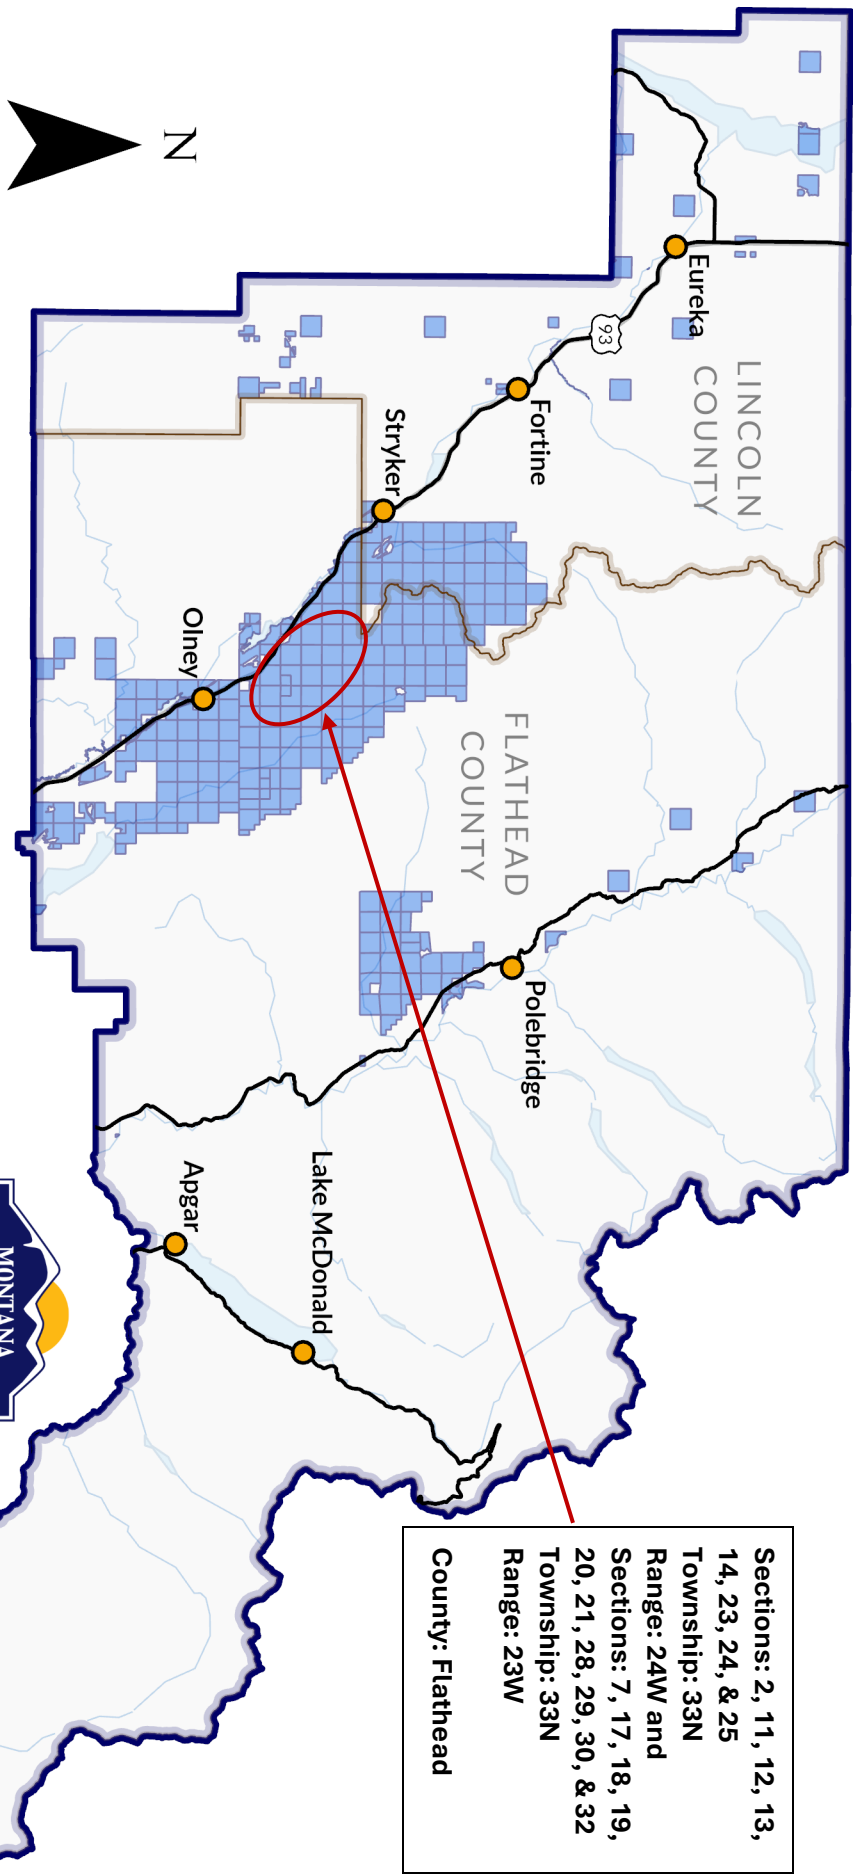 N
Eureka
93
LINCOLN
COUNTY
Fortine
Stryker
Olney
FLATHEAD
COUNTY
Polebridge
Lake McDonald
Apgar
MONTANA
Sections: 2, 11, 12, 13,
14, 23, 24, & 25
Township: 33N
Range: 24W and
Sections: 7, 17, 18, 19,
20, 21, 28, 29, 30, & 32
Township: 33N
Range: 23W
County: Flathead